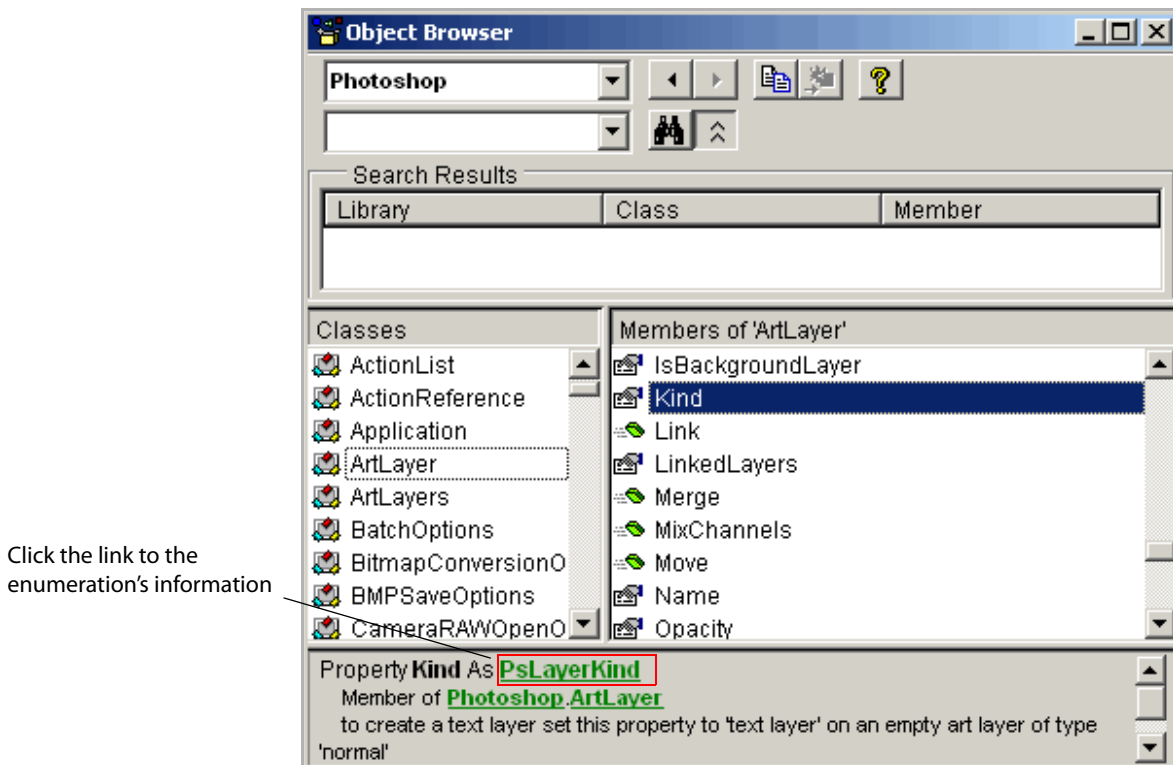 Object Browser
Photoshop
Search Results
Library Class Member
Classes
ActionList
ActionReference
Application
ArtLayer
ArtLayers
BatchOptions
BitmapConversionO
BMPSaveOptions
CameraRAWOpenO
Members of 'ArtLayer'
IsBackgroundLayer
Kind
Link
LinkedLayers
Merge
MixChannels
Move
Name
Opacity
Click the link to the
enumeration's information
Property Kind As PsLayerKind
Member of Photoshop.ArtLayer
to create a text layer set this property to 'text layer' on an empty art layer of type
'normal'